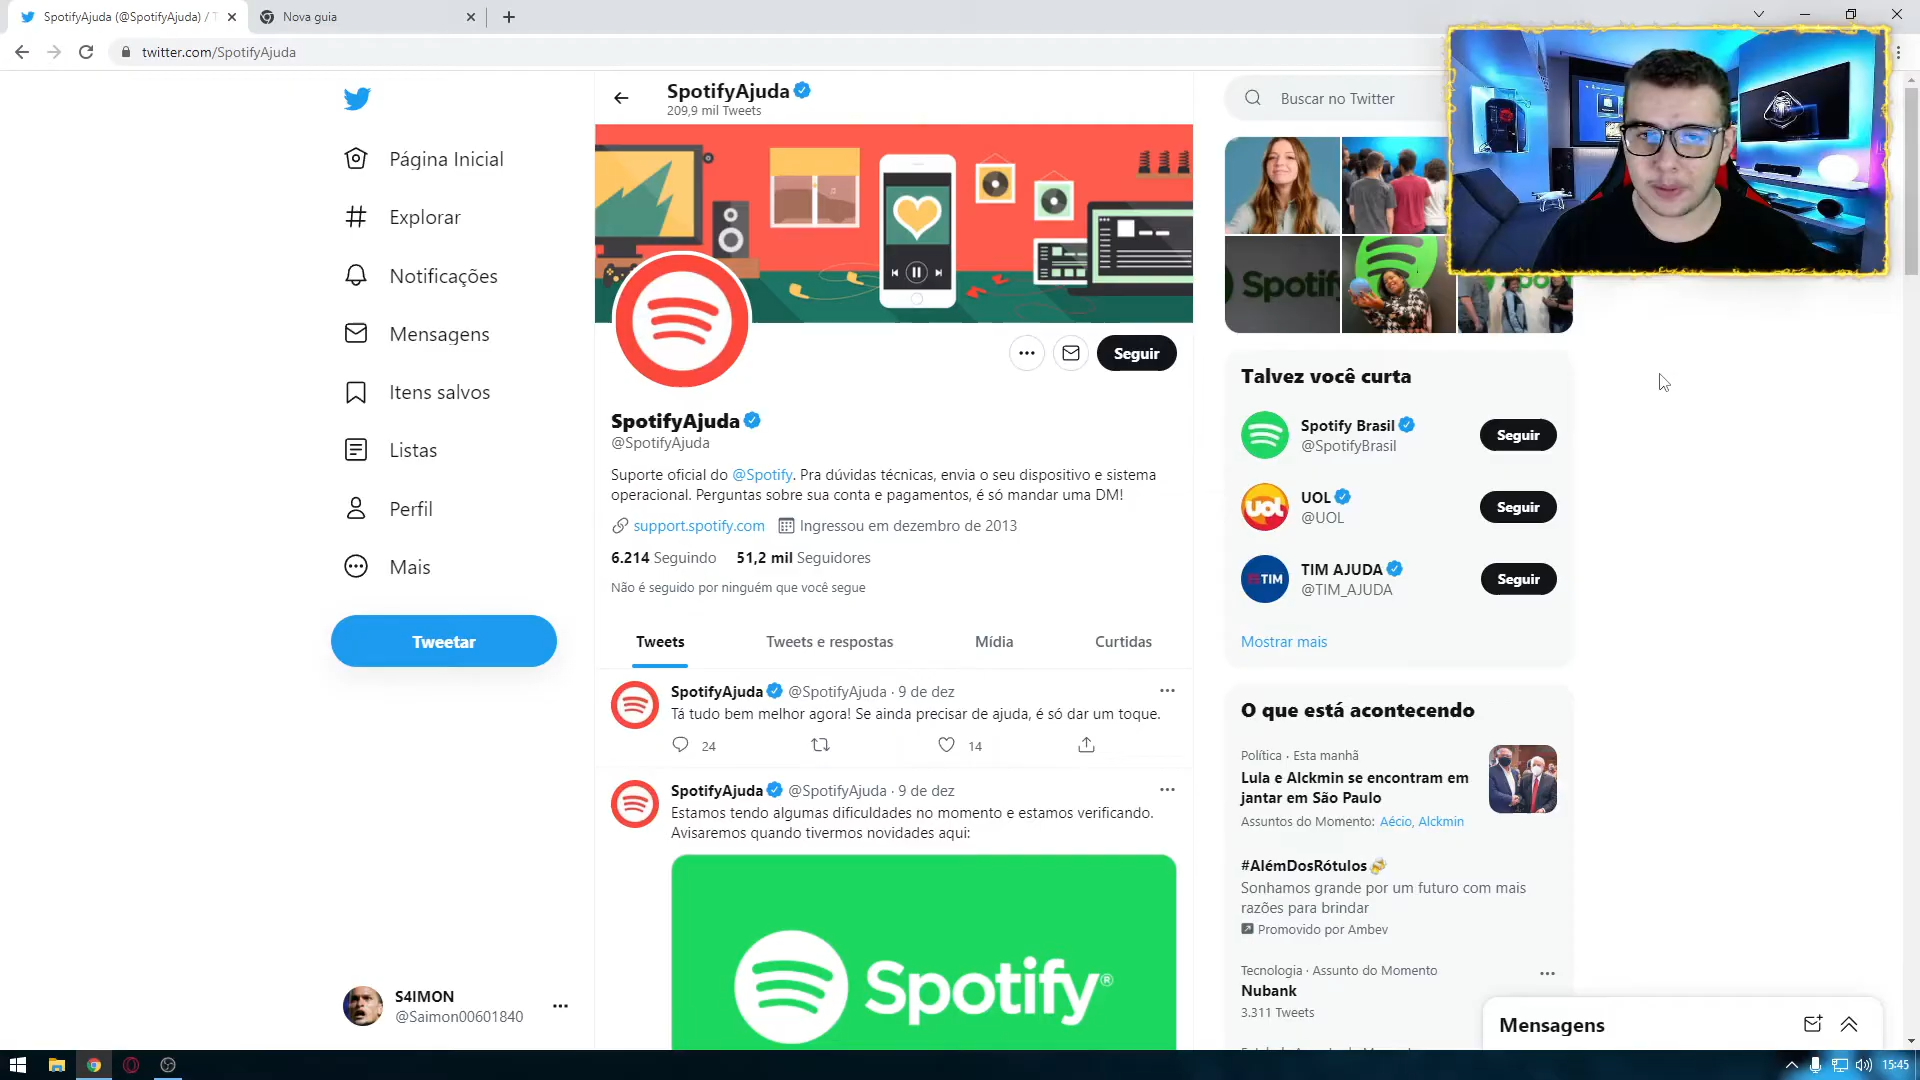 SpotifyAjuda (@SpotifyAjuda) / T
Nova guia
twitter.com/SpotifyAjuda
SpotifyAjuda
209,9 mil Tweets
Buscar no Twitter
Página Inicial
Explorar
Notificações
Mensagens
Itens salvos
Listas
Perfil
Mais
Tweetar
S4IMON
@Saimon00601840
Seguir
SpotifyAjuda
@SpotifyAjuda
Suporte oficial do @Spotify. Pra dúvidas técnicas, envia o seu dispositivo e sistema
operacional. Perguntas sobre sua conta e pagamentos, é só mandar uma DM!
support.spotify.com Ingressou em dezembro de 2013
6.214 Seguindo 51,2 mil Seguidores
Não é seguido por ninguém que você segue
Tweets Tweets e respostas Mídia Curtidas
SpotifyAjuda @SpotifyAjuda · 9 de dez
Tá tudo bem melhor agora! Se ainda precisar de ajuda, é só dar um toque.
24 14
SpotifyAjuda @SpotifyAjuda · 9 de dez
Estamos tendo algumas dificuldades no momento e estamos verificando.
Avisaremos quando tivermos novidades aqui:
Spotify®
Spotify
Talvez você curta
Spotify Brasil
@SpotifyBrasil
Seguir
UOL
@UOL
Seguir
TIM
TIM AJUDA
@TIM_AJUDA
Seguir
Mostrar mais
O que está acontecendo
Política · Esta manhã
Lula e Alckmin se encontram em
jantar em São Paulo
Assuntos do Momento: Aécio, Alckmin
#AlémDosRótulos
Sonhamos grande por um futuro com mais
razões para brindar
Promovido por Ambev
Tecnologia · Assunto do Momento
Nubank
3.311 Tweets
Mensagens
15:45